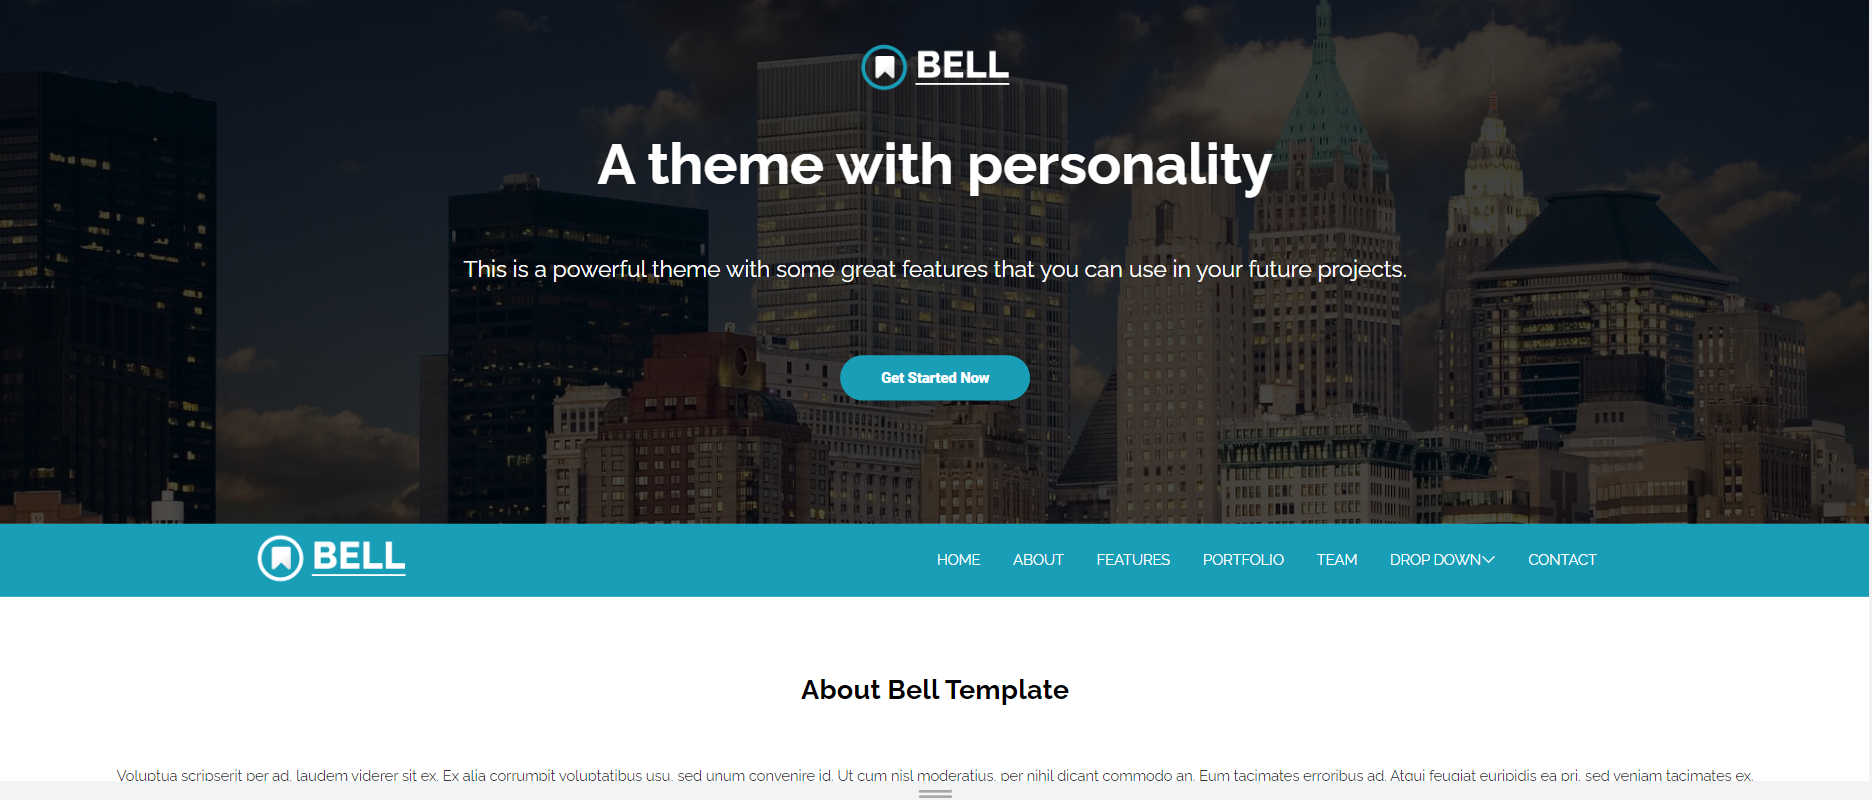 BELL
A theme with personality
This is a powerful theme with some great features that you can use in your future projects.
Get Started Now
BELL
HOME ABOUT FEATURES PORTFOLIO TEAM DROP DOWN CONTACT
About Bell Template
Voluptua scripserit per ad, laudem viderer sit ex. Ex alia corrumpit voluptatibus usu, sed unum convenire id. Ut cum nisl moderatius, per nihil dicant commodo an. Eum tacimates erroribus ad. Atqui feugiat euripidis ea pri, sed veniam tacimates ex.